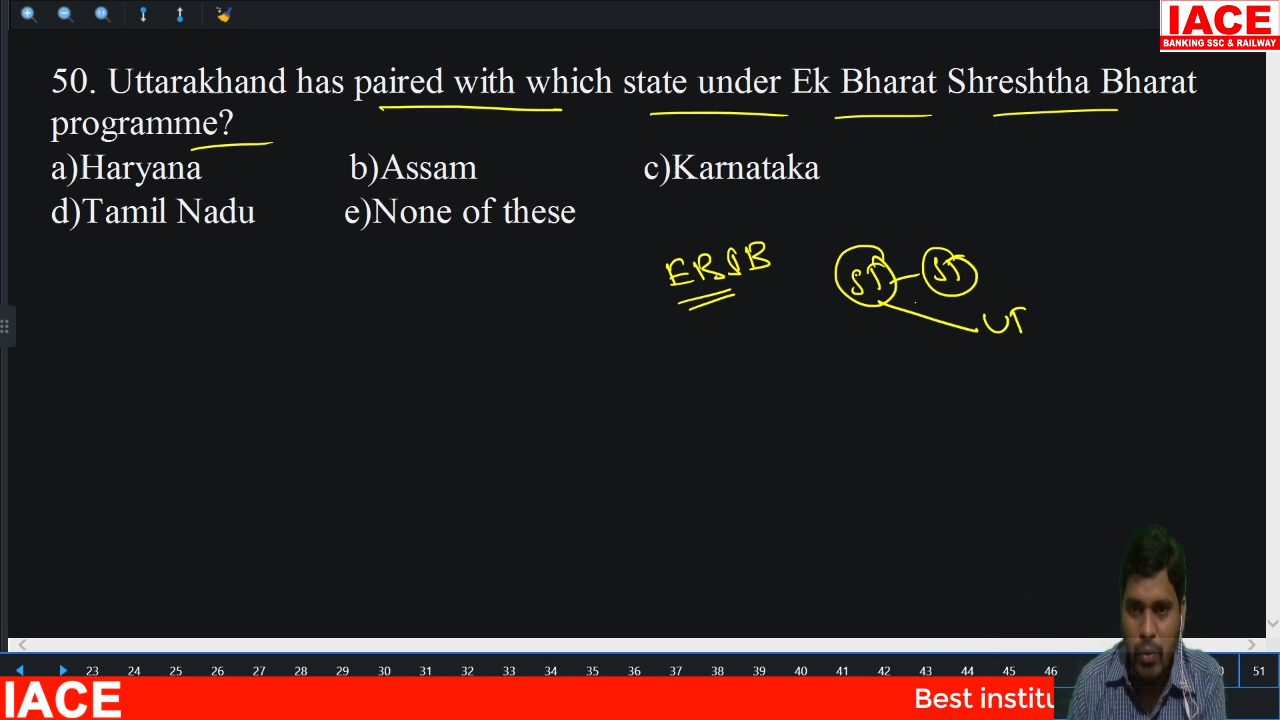 IACE
BANKING SSC & RAILWAY
50. Uttarakhand has paired with which state under Ek Bharat Shreshtha Bharat
programme?
a)Haryana b)Assam c)Karnataka
d)Tamil Nadu e)None of these
EBSB ST ST
UT
23 24 25 26 27 28 29 30 31 32 33 34 35 36 37 38 39 40 41 42 43 44 45 46 51
IACE Best institu